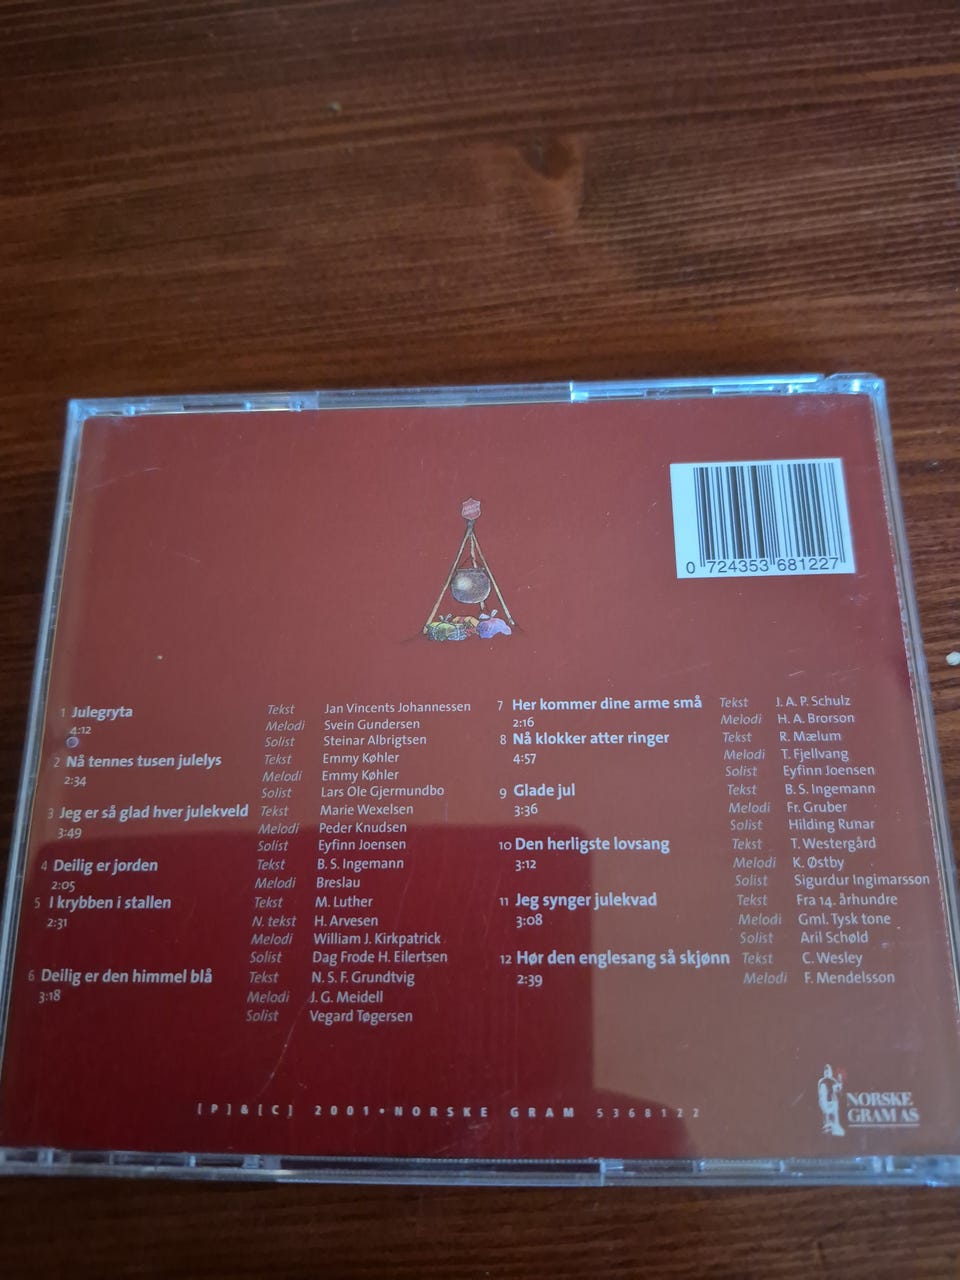 0 724353 681227
1 Julegryta Tekst Jan Vincents Johannessen
4:12 Melodi Svein Gundersen
Solist Steinar Albrigtsen
2 Nå tennes tusen julelys Tekst Emmy Køhler
2:34 Melodi Emmy Køhler
Solist Lars Ole Gjermundbo
3 Jeg er så glad hver julekveld Tekst Marie Wexelsen
3:49 Melodi Peder Knudsen
Solist Eyfinn Joensen
4 Deilig er jorden Tekst B. S. Ingemann
2:05 Melodi Breslau
5 I krybben i stallen Tekst M. Luther
2:31 N. tekst H. Arvesen
Melodi William J. Kirkpatrick
Solist Dag Frode H. Eilertsen
6 Deilig er den himmel blå Tekst N. S. F. Grundtvig
3:18 Melodi J. G. Meidell
Solist Vegard Tøgersen
7 Her kommer dine arme små Tekst J. A. P. Schulz
2:16 Melodi H. A. Brorson
8 Nå klokker atter ringer Tekst R. Mælum
4:57 Melodi T. Fjellvang
Solist Eyfinn Joensen
9 Glade jul Tekst B. S. Ingemann
3:36 Melodi Fr. Gruber
Solist Hilding Runar
10 Den herligste lovsang Tekst T. Westergård
3:12 Melodi K. Østby
Solist Sigurdur Ingimarsson
11 Jeg synger julekvad Tekst Fra 14. århundre
3:08 Melodi Gml. Tysk tone
Solist Aril Schøld
12 Hør den englesang så skjønn Tekst C. Wesley
2:39 Melodi F. Mendelsson
[P]&[C] 2001 • NORSKE GRAM 5368122
NORSKE
GRAM AS